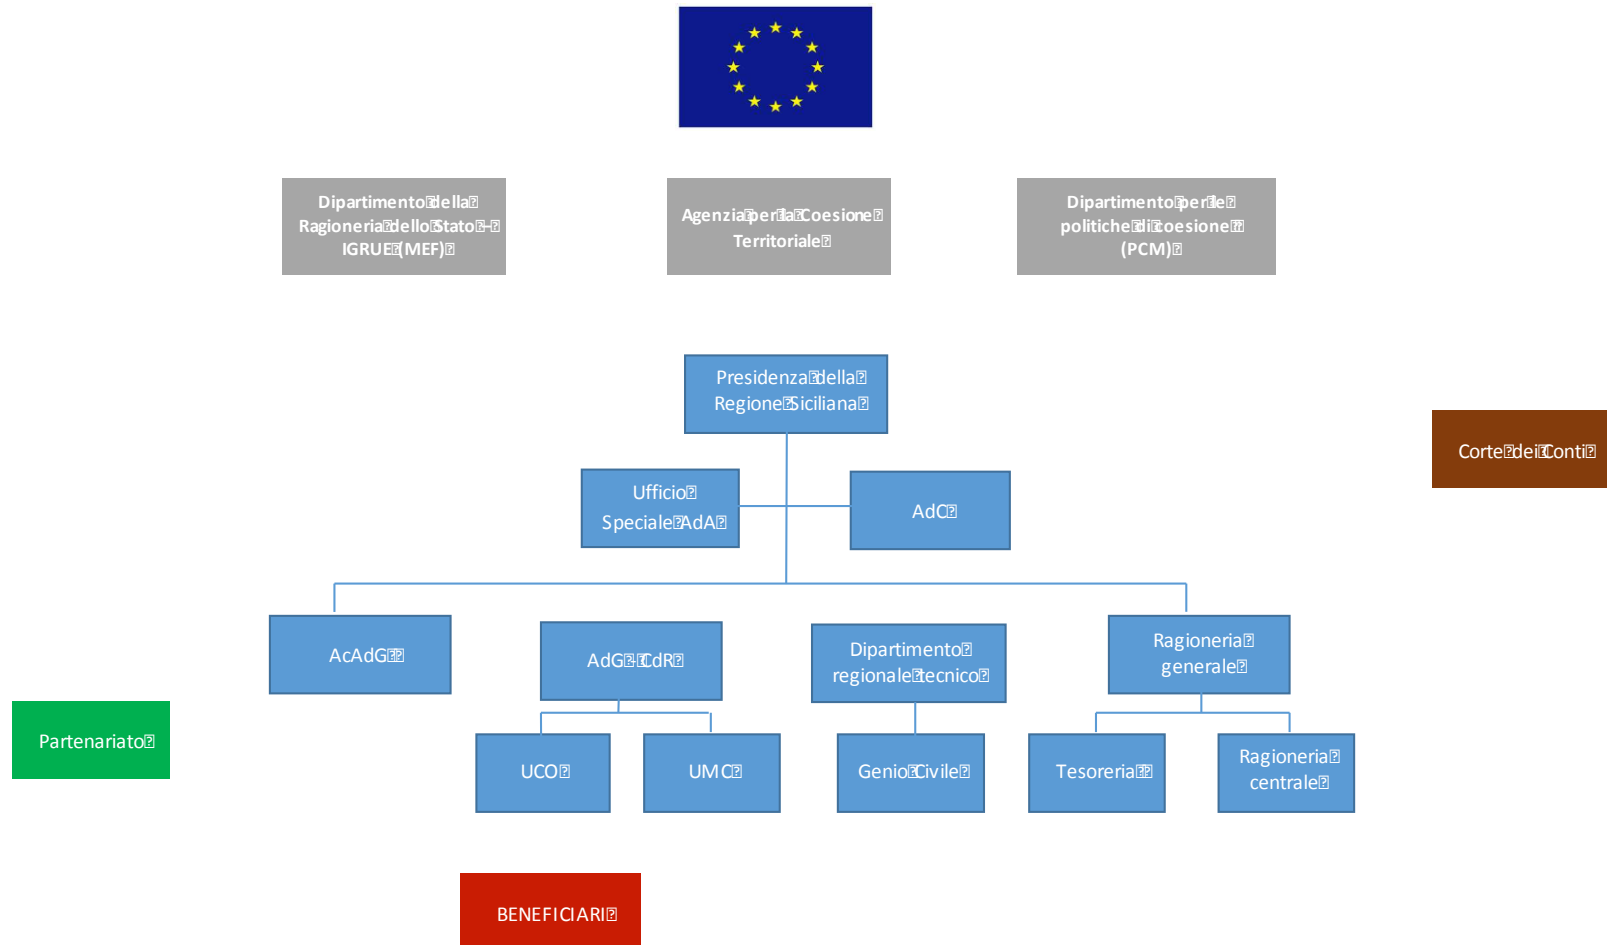 Dipartimento della
Ragioneria dello Stato –
IGRUE (MEF)
Agenzia per la Coesione
Territoriale
Dipartimento per le
politiche di coesione
(PCM)
Presidenza della
Regione Siciliana
Corte dei Conti
Ufficio
Speciale AdA
AdC
AcAdG
AdG - CdR
Dipartimento
regionale tecnico
Ragioneria
generale
Partenariato
UCO
UMC
Genio Civile
Tesoreria
Ragioneria
centrale
BENEFICIARI